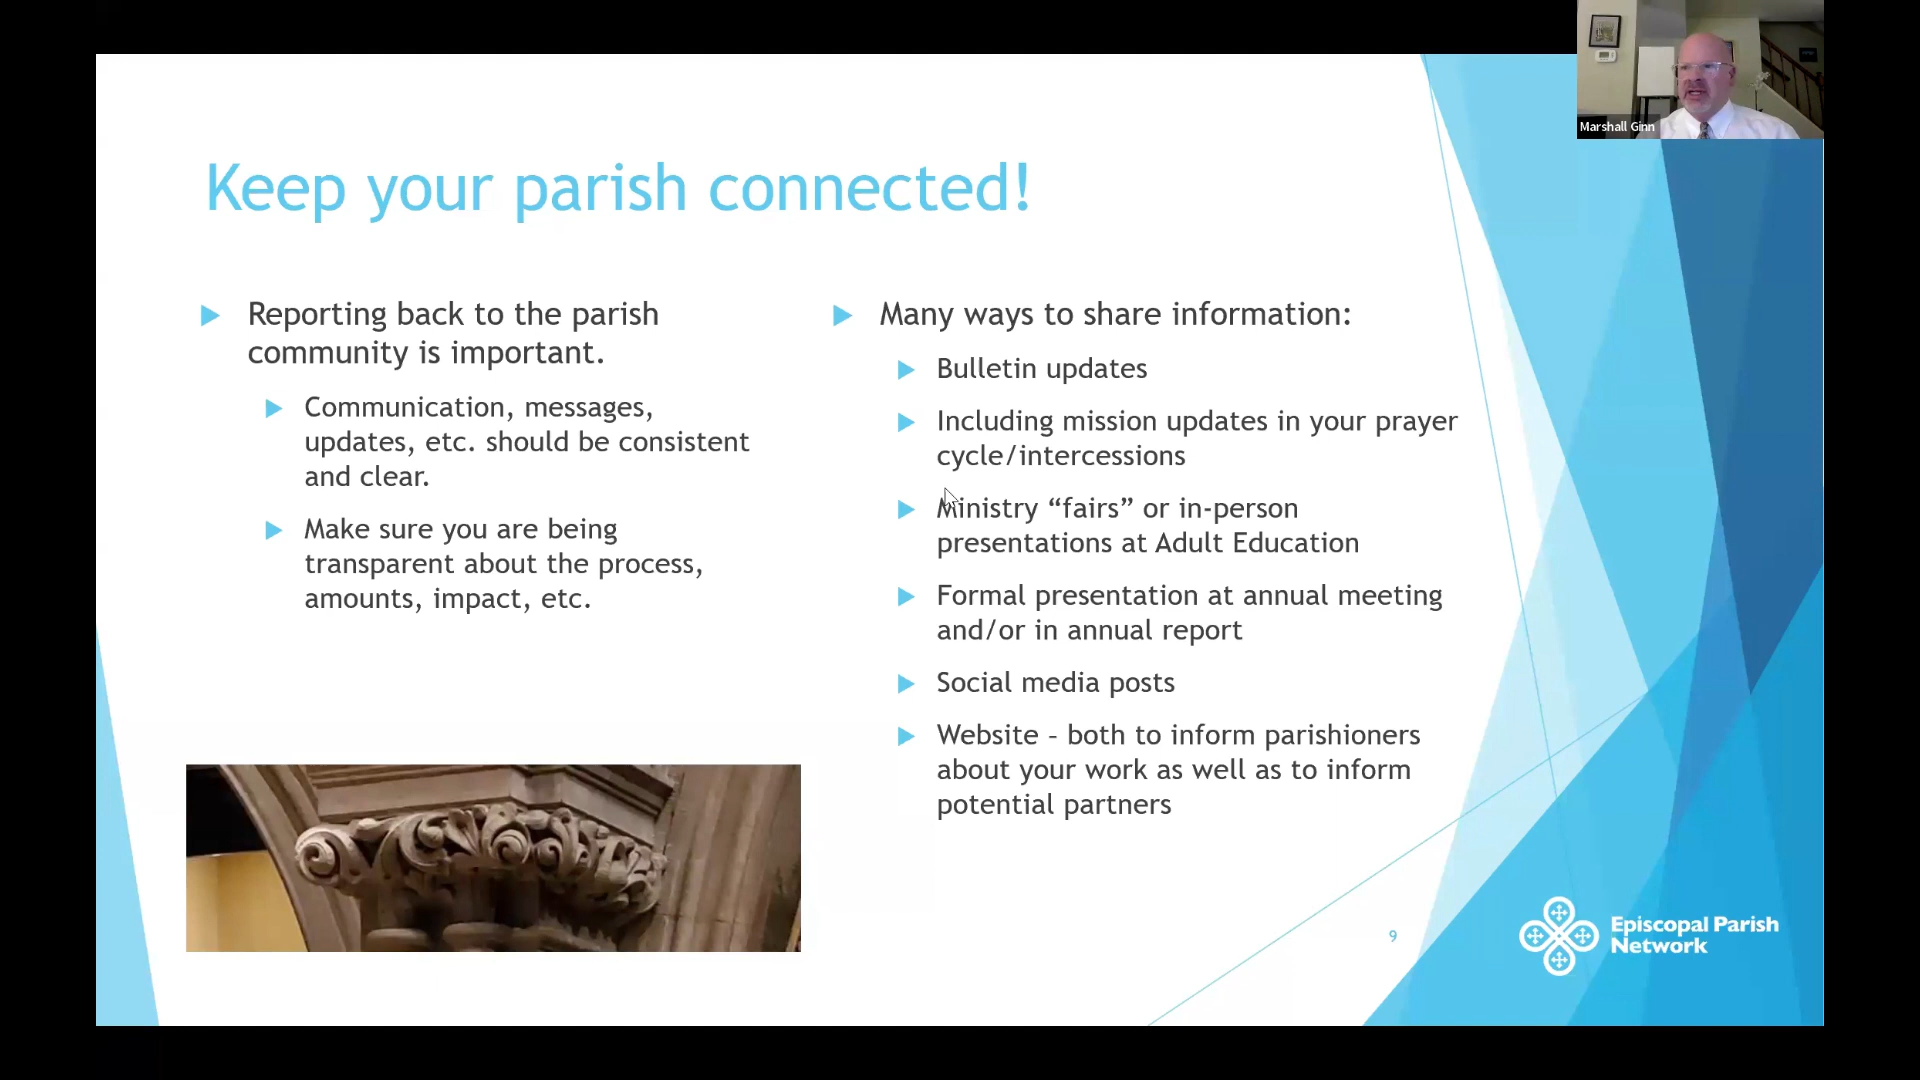 Marshall Ginn
Keep your parish connected!
Reporting back to the parish
community is important.
Communication, messages,
updates, etc. should be consistent
and clear.
Make sure you are being
transparent about the process,
amounts, impact, etc.
Many ways to share information:
Bulletin updates
Including mission updates in your prayer
cycle/intercessions
Ministry “fairs” or in-person
presentations at Adult Education
Formal presentation at annual meeting
and/or in annual report
Social media posts
Website – both to inform parishioners
about your work as well as to inform
potential partners
9
Episcopal Parish
Network